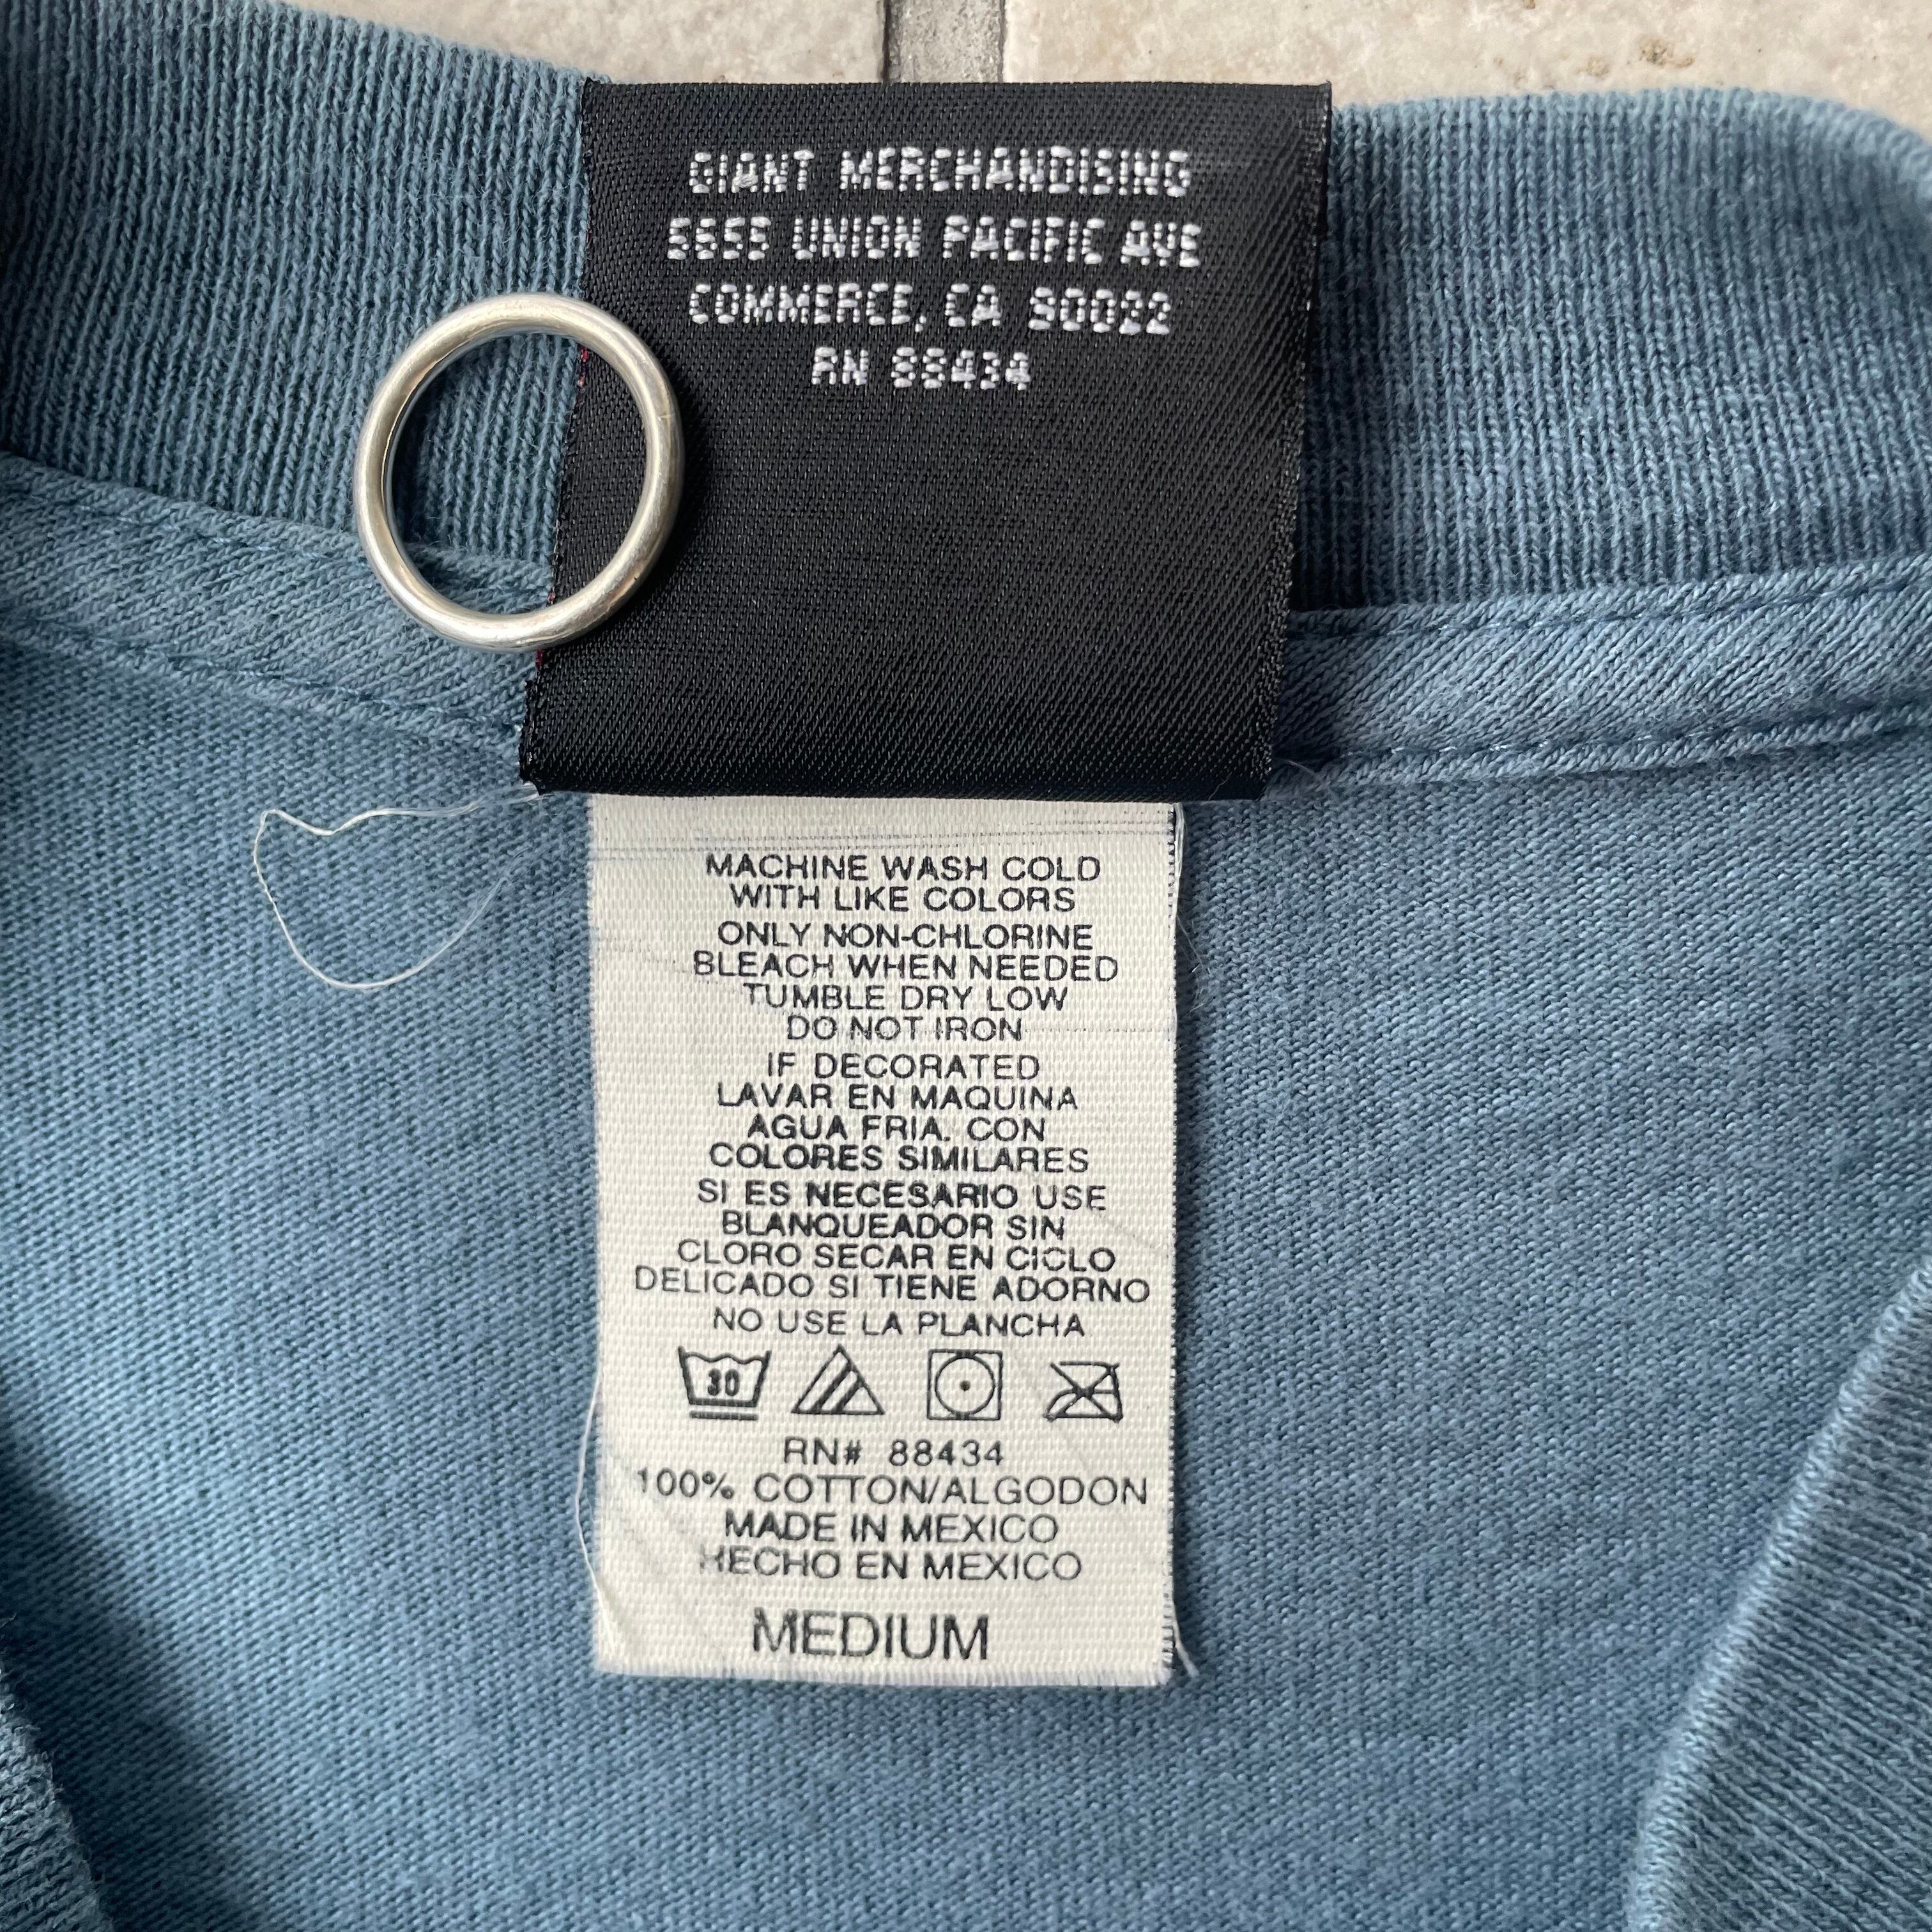 GIANT MERCHANDISING
5655 UNION PACIFIC AVE
COMMERCE, CA 90022
RN 88434
MACHINE WASH COLD
WITH LIKE COLORS
ONLY NON-CHLORINE
BLEACH WHEN NEEDED
TUMBLE DRY LOW
DO NOT IRON
IF DECORATED
LAVAR EN MAQUINA
AGUA FRIA. CON
COLORES SIMILARES
SI ES NECESARIO USE
BLANQUEADOR SIN
CLORO SECAR EN CICLO
DELICADO SI TIENE ADORNO
NO USE LA PLANCHA
30
RN# 88434
100% COTTON/ALGODON
MADE IN MEXICO
HECHO EN MEXICO
MEDIUM